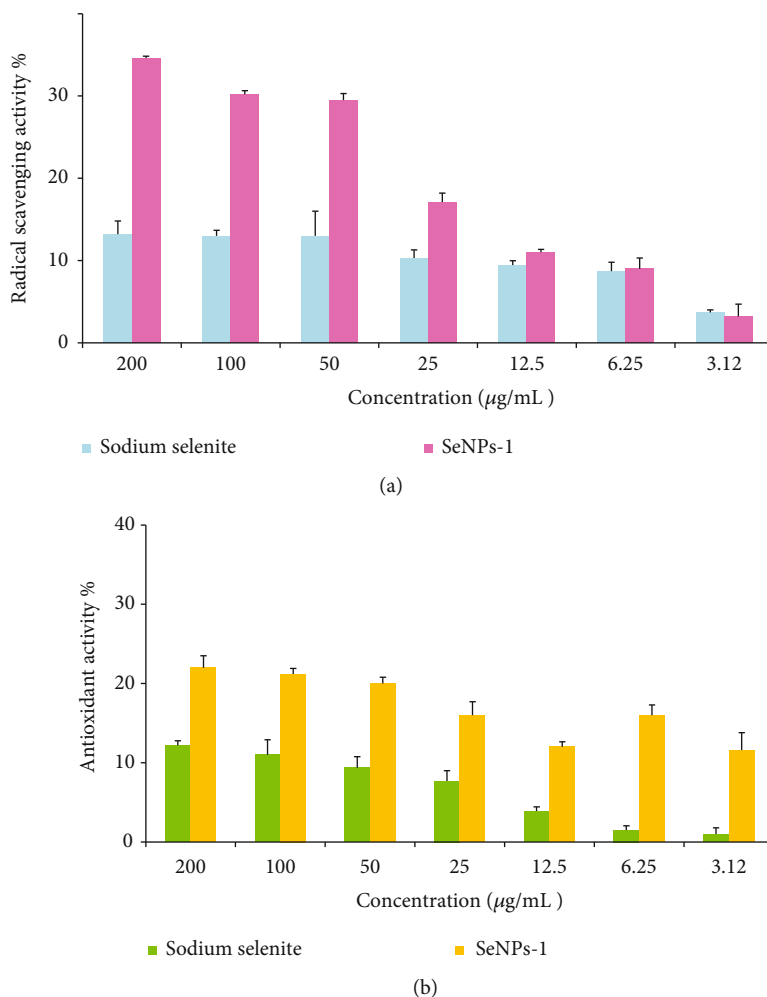 Radical scavenging activity %
30
20
10
0
200 100 50 25 12.5 6.25 3.12
Concentration (μg/mL )
Sodium selenite SeNPs-1
(a)
Antioxidant activity %
40
30
20
10
0
200 100 50 25 12.5 6.25 3.12
Concentration (μg/mL )
Sodium selenite SeNPs-1
(b)